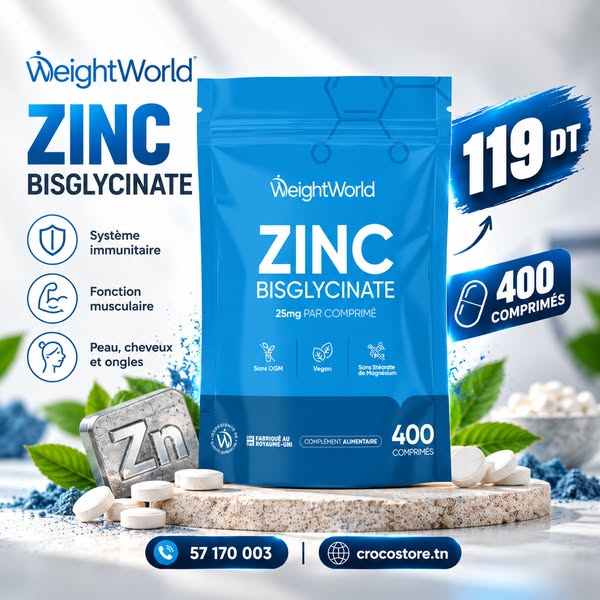 WeightWorld
ZINC
BISGLYCINATE
Système
immunitaire
Fonction
musculaire
Peau, cheveux
et ongles
119 DT
400
COMPRIMÉS
WeightWorld
ZINC
BISGLYCINATE
25mg PAR COMPRIMÉ
Sans OGM
Vegan
Sans Stéarate
de Magnésium
FABRIQUÉ AU
ROYAUME-UNI
COMPLÉMENT ALIMENTAIRE
400
COMPRIMÉS
Zn
57 170 003
crocostore.tn